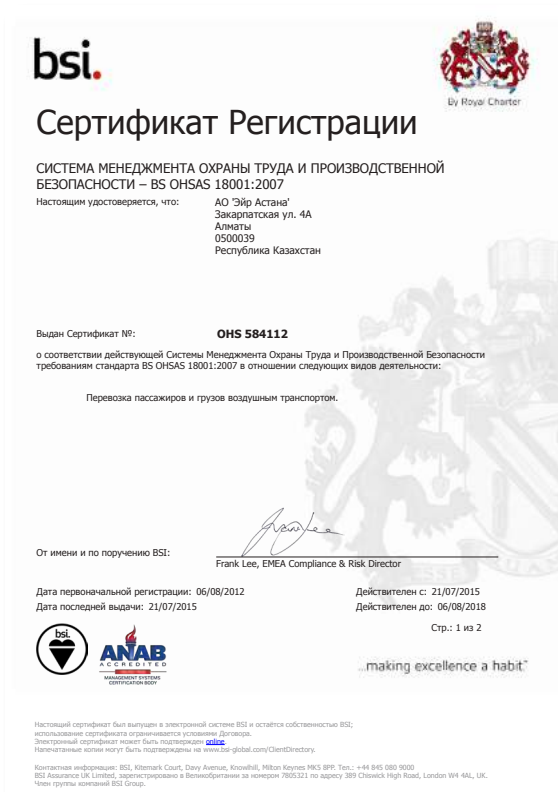 bsi.
By Royal Charter
Сертификат Регистрации
СИСТЕМА МЕНЕДЖМЕНТА ОХРАНЫ ТРУДА И ПРОИЗВОДСТВЕННОЙ
БЕЗОПАСНОСТИ – BS OHSAS 18001:2007
Настоящим удостоверяется, что:
АО 'Эйр Астана'
Закарпатская ул. 4А
Алматы
0500039
Республика Казахстан
Выдан Сертификат №:
OHS 584112
о соответствии действующей Системы Менеджмента Охраны Труда и Производственной Безопасности
требованиям стандарта BS OHSAS 18001:2007 в отношении следующих видов деятельности:
Перевозка пассажиров и грузов воздушным транспортом.
От имени и по поручению BSI:
Frank Lee, EMEA Compliance & Risk Director
Дата первоначальной регистрации: 06/08/2012
Действителен с: 21/07/2015
Дата последней выдачи: 21/07/2015
Действителен до: 06/08/2018
Стр.: 1 из 2
bsi.
ANAB
ACCREDITED
MANAGEMENT SYSTEMS
CERTIFICATION BODY
...making excellence a habit.™
Настоящий сертификат был выпущен в электронной системе BSI и остаётся собственностью BSI;
использование сертификата ограничивается условиями Договора.
Электронный сертификат может быть подтвержден online.
Напечатанные копии могут быть подтверждены на www.bsi-global.com/ClientDirectory.
Контактная информация: BSI, Kitemark Court, Davy Avenue, Knowlhill, Milton Keynes MK5 8PP. Тел.: +44 845 080 9000
BSI Assurance UK Limited, зарегистрировано в Великобритании за номером 7805321 по адресу 389 Chiswick High Road, London W4 4AL, UK.
Член группы компаний BSI Group.